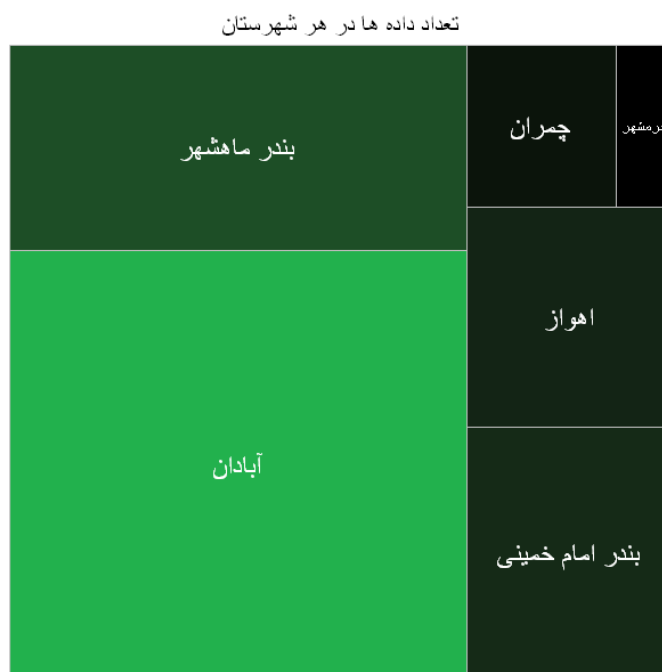 تعداد داده ها در هر شهرستان
چمران
بندر ماهشهر
اهواز
آبادان
بندر امام خمینی